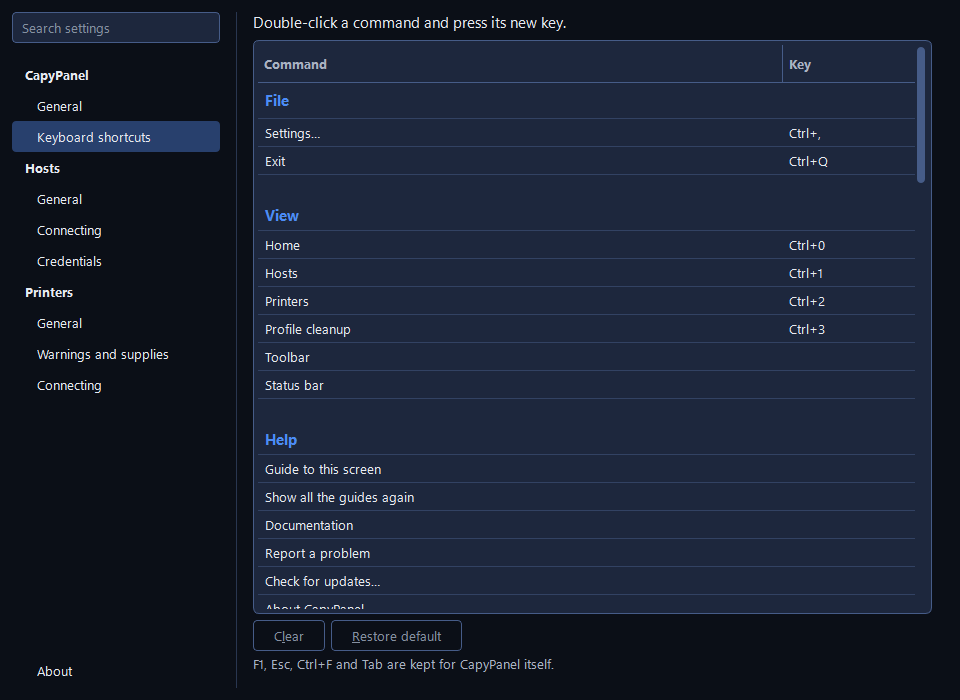 Search settings
CapyPanel
General
Keyboard shortcuts
Hosts
General
Connecting
Credentials
Printers
General
Warnings and supplies
Connecting
About
Double-click a command and press its new key.
Command Key
File
Settings... Ctrl+,
Exit Ctrl+Q
View
Home Ctrl+0
Hosts Ctrl+1
Printers Ctrl+2
Profile cleanup Ctrl+3
Toolbar
Status bar
Help
Guide to this screen
Show all the guides again
Documentation
Report a problem
Check for updates...
About CapyPanel
Clear Restore default
F1, Esc, Ctrl+F and Tab are kept for CapyPanel itself.